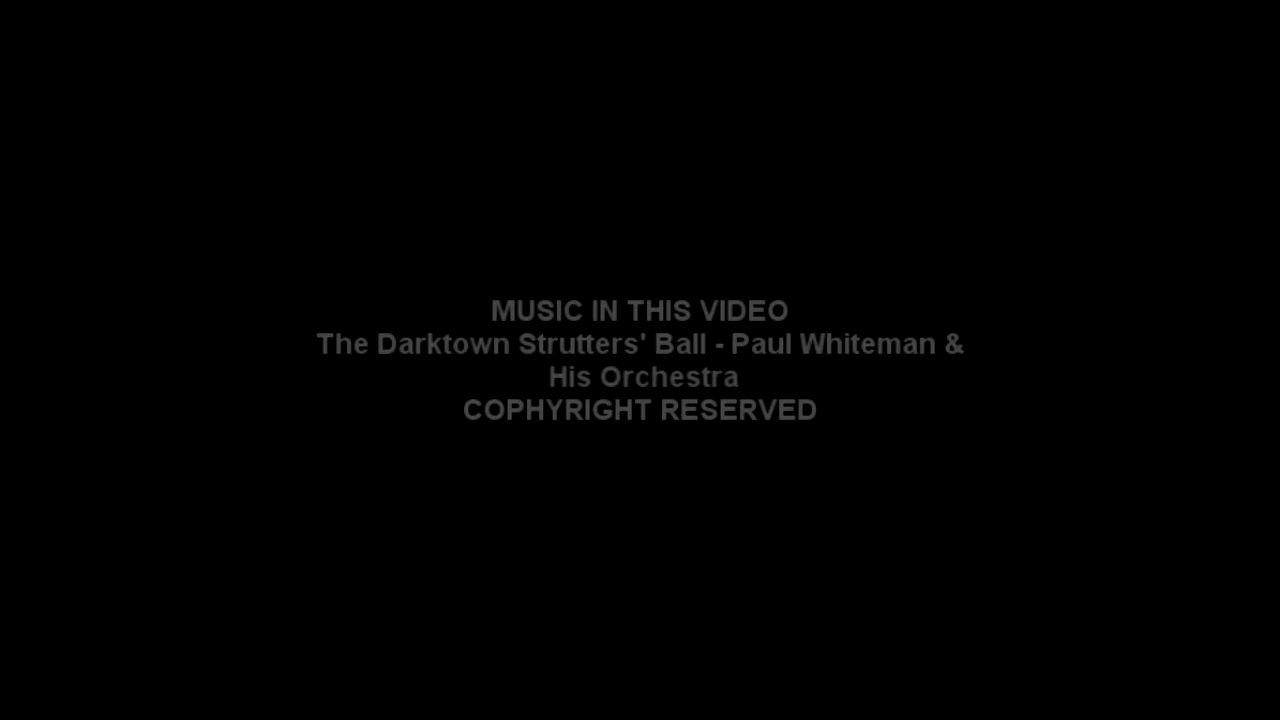 MUSIC IN THIS VIDEO
The Darktown Strutters' Ball - Paul Whiteman &
His Orchestra
COPHYRIGHT RESERVED